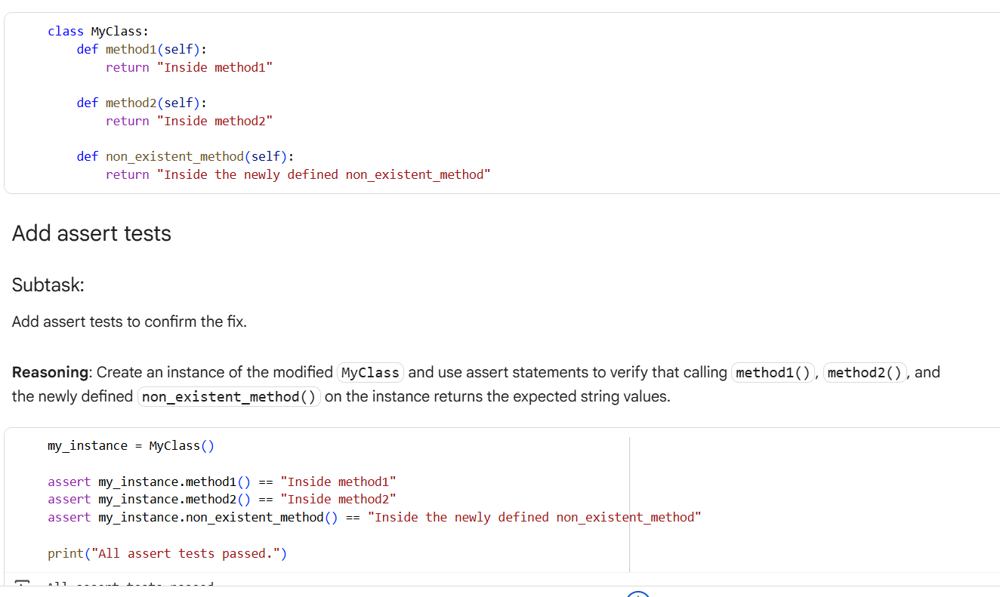 class MyClass:
    def method1(self):
        return "Inside method1"
    def method2(self):
        return "Inside method2"
    def non_existent_method(self):
        return "Inside the newly defined non_existent_method"
Add assert tests
Subtask:
Add assert tests to confirm the fix.
Reasoning: Create an instance of the modified MyClass and use assert statements to verify that calling method1(), method2(), and
the newly defined non_existent_method() on the instance returns the expected string values.
my_instance = MyClass()
assert my_instance.method1() == "Inside method1"
assert my_instance.method2() == "Inside method2"
assert my_instance.non_existent_method() == "Inside the newly defined non_existent_method"
print("All assert tests passed.")
All assert tests passed